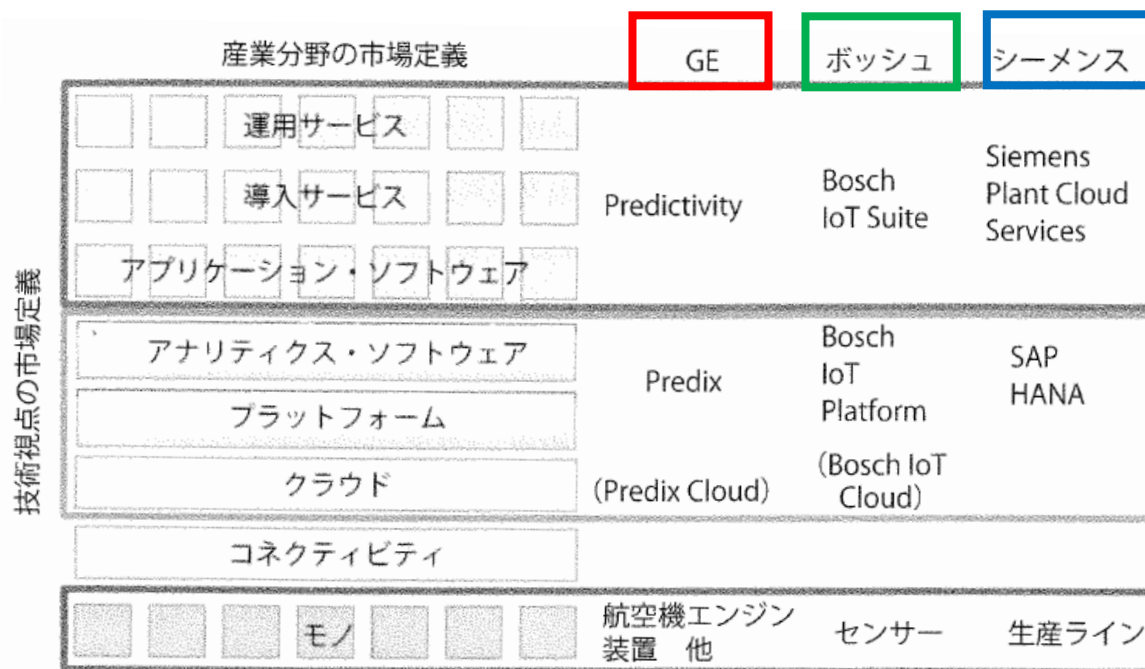 産業分野の市場定義
GE
ボッシュ
シーメンス
技術視点の市場定義
運用サービス
導入サービス
アプリケーション・ソフトウェア
Predictivity
Bosch
IoT Suite
Siemens
Plant Cloud
Services
アナリティクス・ソフトウェア
プラットフォーム
クラウド
Predix
(Predix Cloud)
Bosch
IoT
Platform
(Bosch IoT
Cloud)
SAP
HANA
コネクティビティ
モノ
航空機エンジン
装置 他
センサー
生産ライン